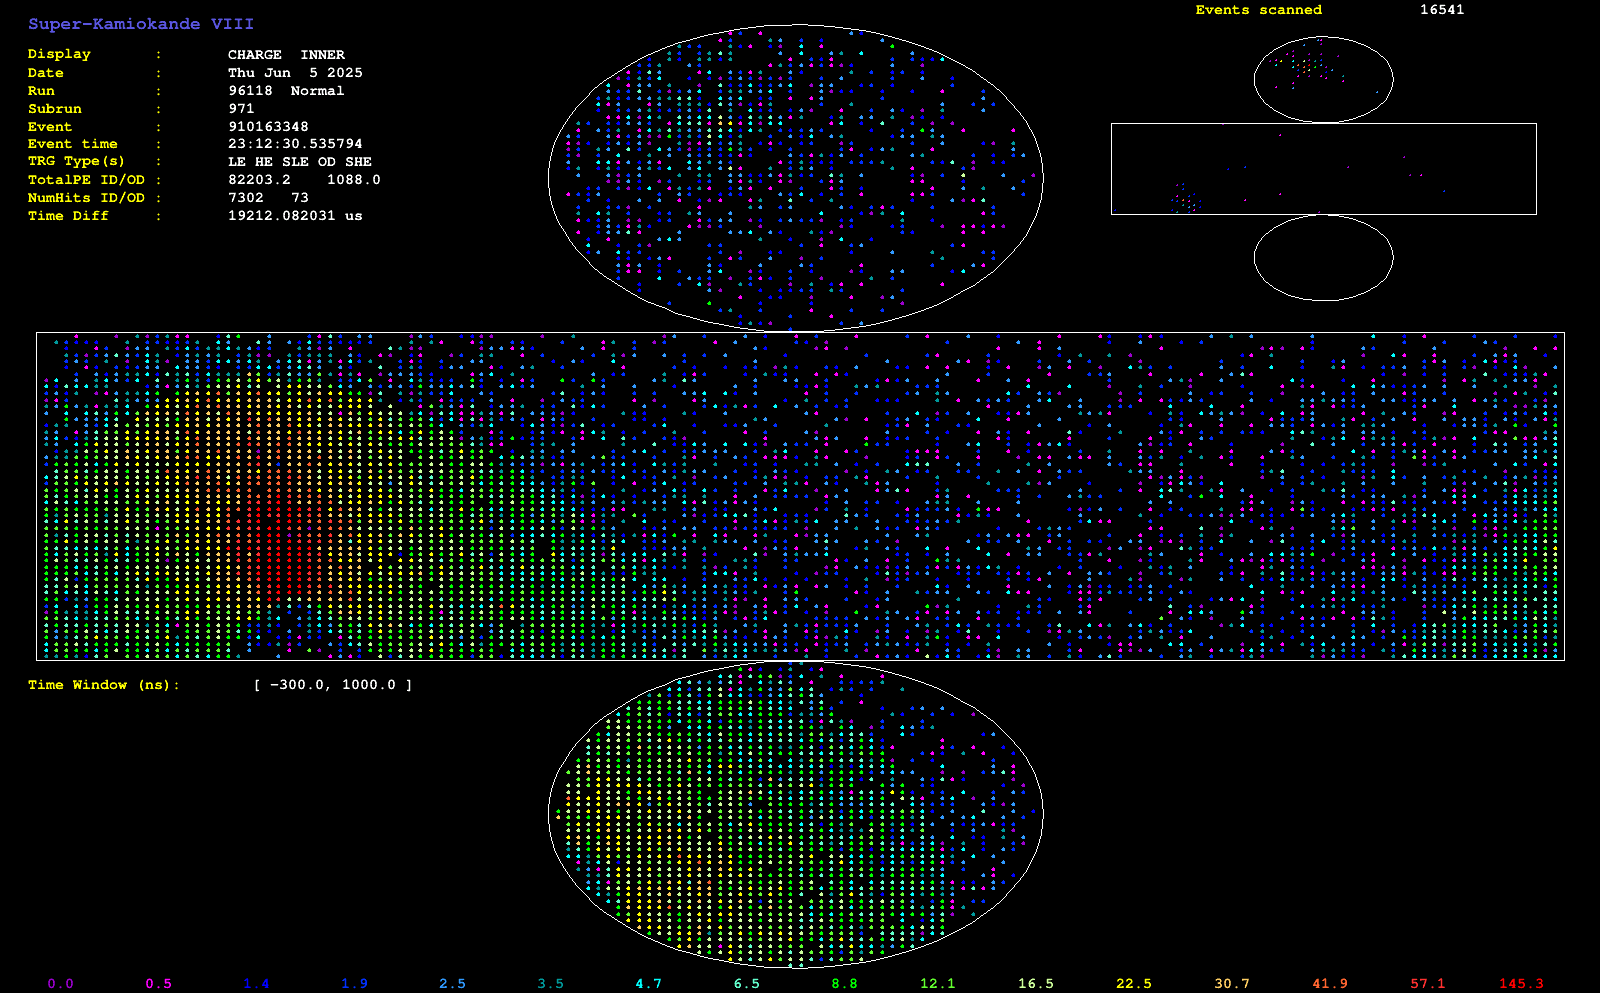 Super-Kamiokande VIII
Events scanned 16541
Display : CHARGE INNER
Date : Thu Jun 5 2025
Run : 96118 Normal
Subrun : 971
Event : 910163348
Event time : 23:12:30.535794
TRG Type(s) : LE HE SLE OD SHE
TotalPE ID/OD : 82203.2 1088.0
NumHits ID/OD : 7302 73
Time Diff : 19212.082031 us
Time Window (ns): [ -300.0, 1000.0 ]
0.0 0.5 1.4 1.9 2.5 3.5 4.7 6.5 8.8 12.1 16.5 22.5 30.7 41.9 57.1 145.3